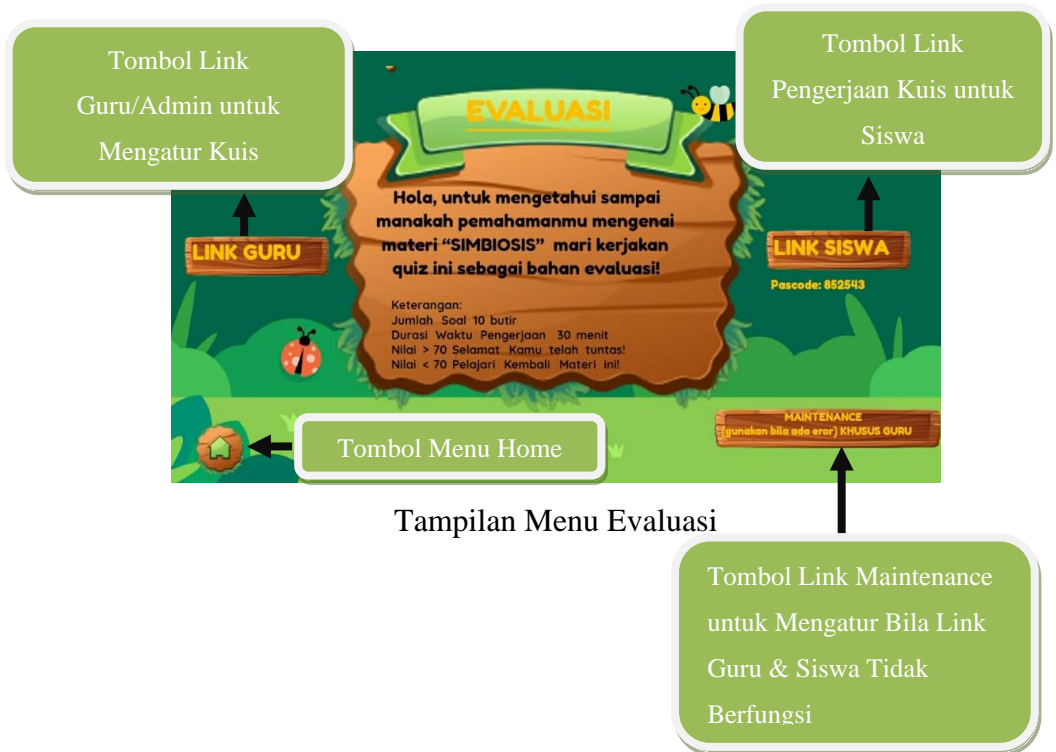 Tombol Link
Guru/Admin untuk
Mengatur Kuis
Tombol Link
Pengerjaan Kuis untuk
Siswa
EVALUASI
Hola, untuk mengetahui sampai
manakah pemahamanmu mengenai
materi “SIMBIOSIS” mari kerjakan
quiz ini sebagai bahan evaluasi!
Keterangan:
Jumlah Soal 10 butir
Durasi Waktu Pengerjaan 30 menit
Nilai > 70 Selamat Kamu telah tuntas!
Nilai < 70 Pelajari Kembali Materi ini!
LINK GURU
LINK SISWA
Pascode: 852543
MAINTENANCE
(gunakan bila ada eror) KHUSUS GURU
Tombol Menu Home
Tampilan Menu Evaluasi
Tombol Link Maintenance
untuk Mengatur Bila Link
Guru & Siswa Tidak
Berfungsi